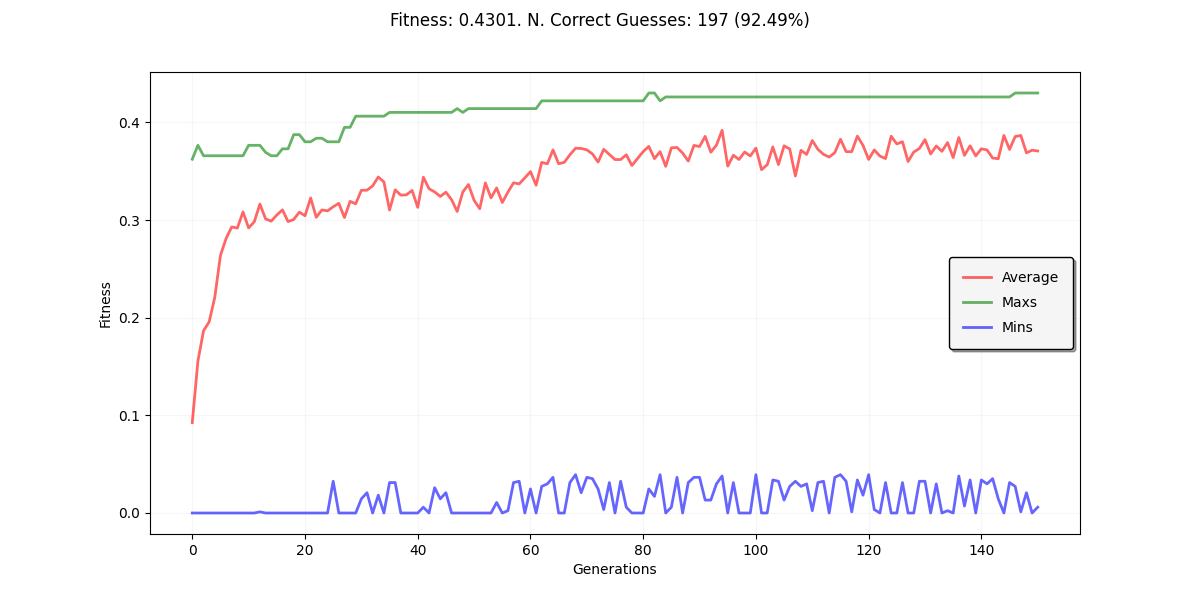 Fitness: 0.4301. N. Correct Guesses: 197 (92.49%)
0.4
0.3
0.2
0.1
0.0
Fitness
Average
Maxs
Mins
0 20 40 60 80 100 120 140
Generations